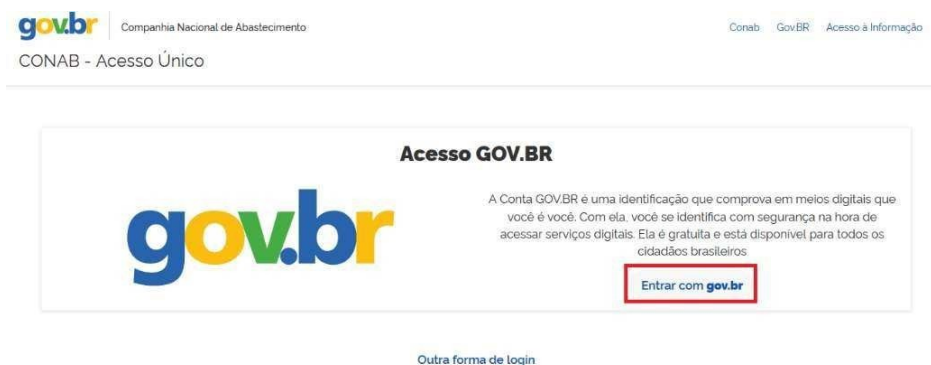 gov.br Companhia Nacional de Abastecimento Conab Gov.BR Acesso à Informação
CONAB - Acesso Único
Acesso GOV.BR
gov.br
A Conta GOV.BR é uma identificação que comprova em meios digitais que
você é você. Com ela, você se identifica com segurança na hora de
acessar serviços digitais. Ela é gratuita e está disponível para todos os
cidadãos brasileiros
Entrar com gov.br
Outra forma de login